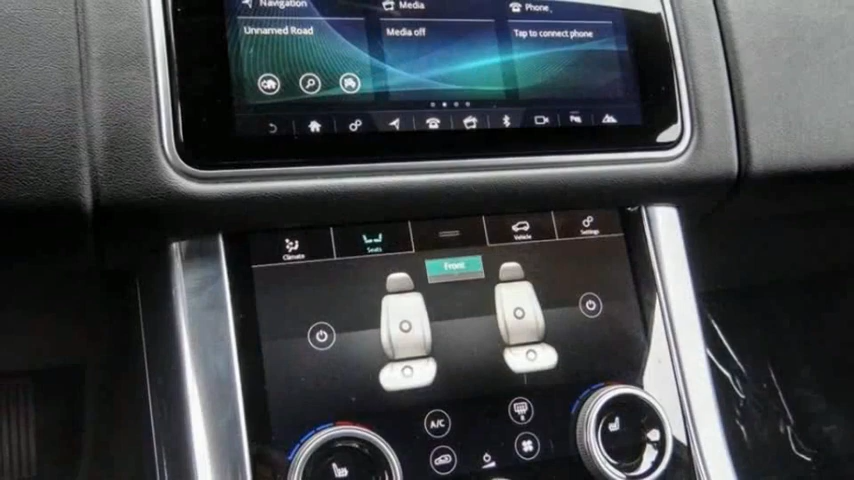 Navigation
Media
Phone
Unnamed Road
Media off
Tap to connect phone
Climate
Seats
Vehicle
Settings
Front
A/C